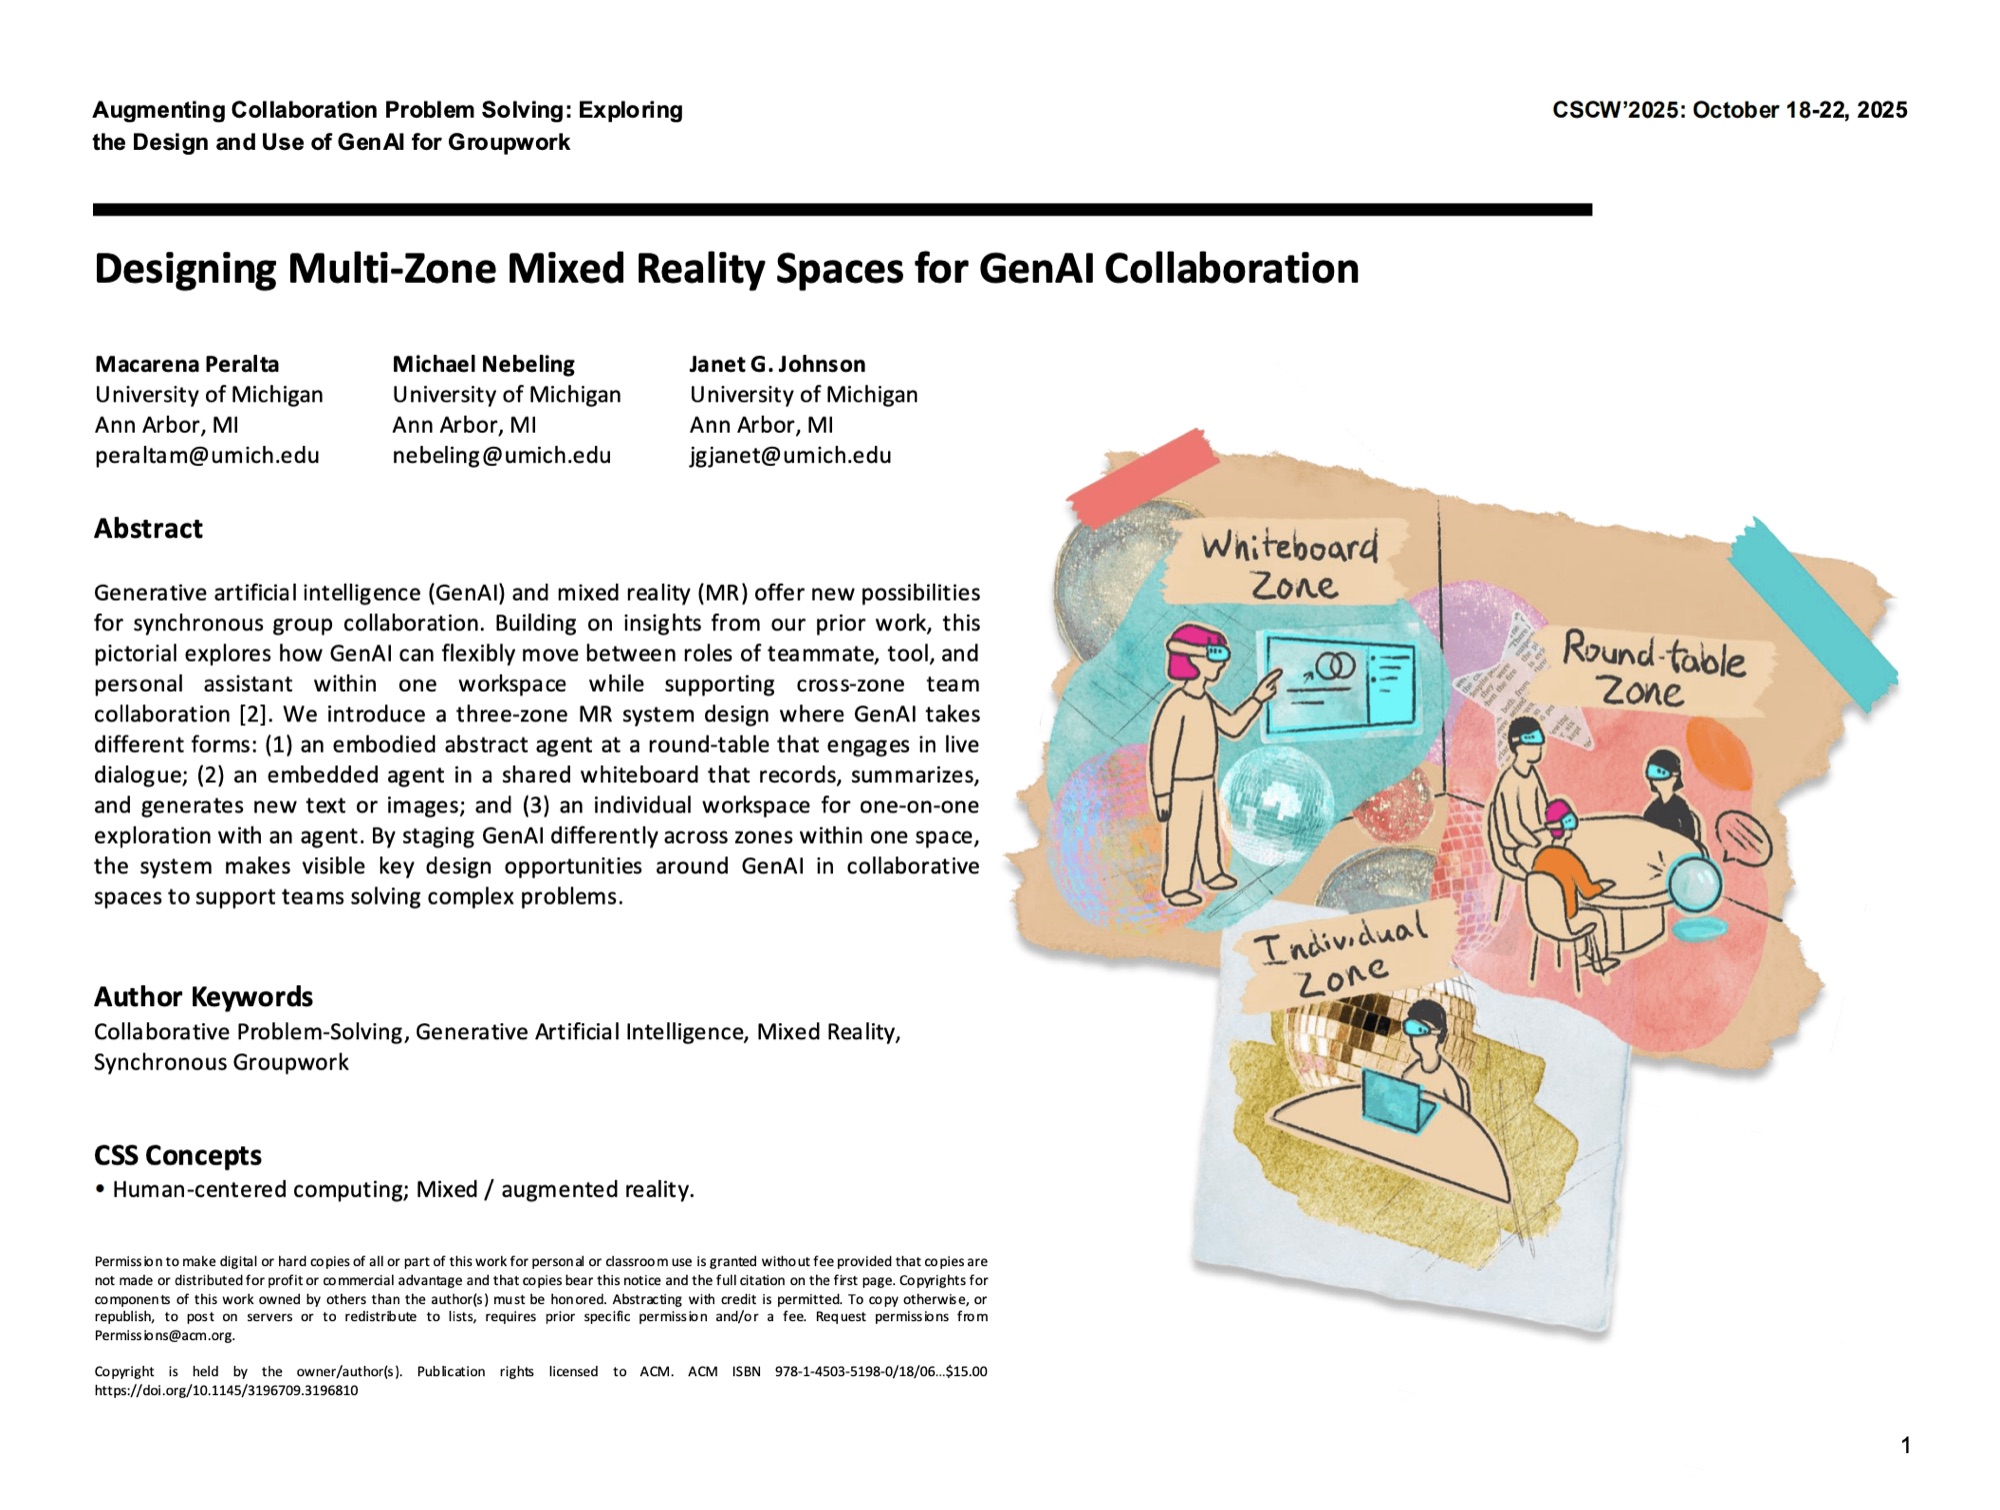 Augmenting Collaboration Problem Solving: Exploring
the Design and Use of GenAI for Groupwork
CSCW'2025: October 18-22, 2025
Designing Multi-Zone Mixed Reality Spaces for GenAI Collaboration
Macarena Peralta
University of Michigan
Ann Arbor, MI
peraltam@umich.edu
Michael Nebeling
University of Michigan
Ann Arbor, MI
nebeling@umich.edu
Janet G. Johnson
University of Michigan
Ann Arbor, MI
jgjanet@umich.edu
Abstract
Generative artificial intelligence (GenAI) and mixed reality (MR) offer new possibilities
for synchronous group collaboration. Building on insights from our prior work, this
pictorial explores how GenAI can flexibly move between roles of teammate, tool, and
personal assistant within one workspace while supporting cross-zone team
collaboration [2]. We introduce a three-zone MR system design where GenAI takes
different forms: (1) an embodied abstract agent at a round-table that engages in live
dialogue; (2) an embedded agent in a shared whiteboard that records, summarizes,
and generates new text or images; and (3) an individual workspace for one-on-one
exploration with an agent. By staging GenAI differently across zones within one space,
the system makes visible key design opportunities around GenAI in collaborative
spaces to support teams solving complex problems.
Author Keywords
Collaborative Problem-Solving, Generative Artificial Intelligence, Mixed Reality,
Synchronous Groupwork
CSS Concepts
• Human-centered computing; Mixed / augmented reality.
Permission to make digital or hard copies of all or part of this work for personal or classroom use is granted without fee provided that copies are
not made or distributed for profit or commercial advantage and that copies bear this notice and the full citation on the first page. Copyrights for
components of this work owned by others than the author(s) must be honored. Abstracting with credit is permitted. To copy otherwise, or
republish, to post on servers or to redistribute to lists, requires prior specific permission and/or a fee. Request permissions from
Permissions@acm.org.
Copyright is held by the owner/author(s). Publication rights licensed to ACM. ACM ISBN 978-1-4503-5198-0/18/06...$15.00
https://doi.org/10.1145/3196709.3196810
Whiteboard
Zone
Round-table
Zone
Individual
Zone
1